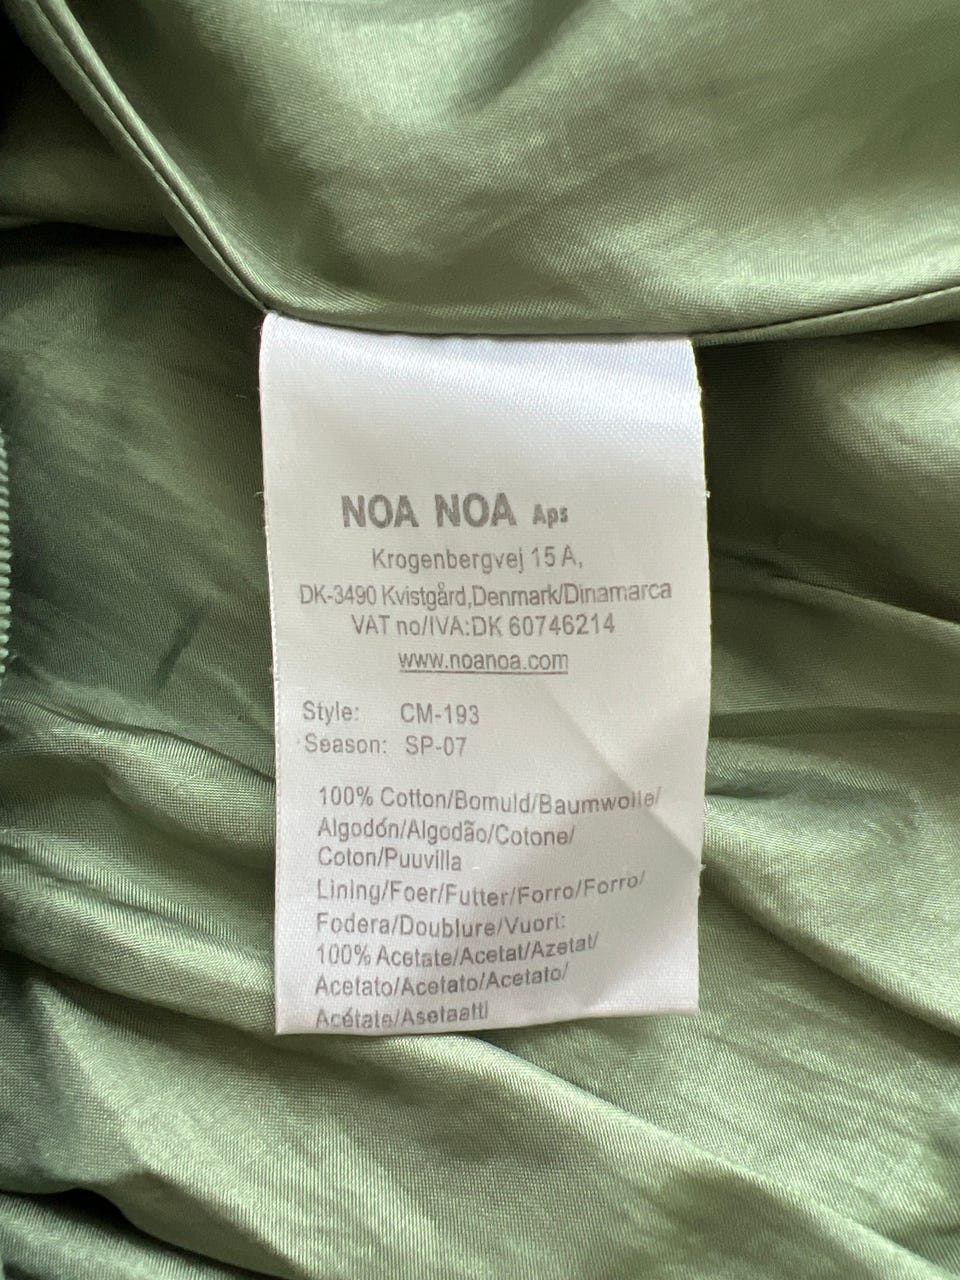 NOA NOA Aps
Krogenbergvej 15 A,
DK-3490 Kvistgård,Denmark/Dinamarca
VAT no/IVA:DK 60746214
www.noanoa.com
Style: CM-193
Season: SP-07
100% Cotton/Bomuld/Baumwolle/
Algodón/Algodão/Cotone/
Coton/Puuvilla
Lining/Foer/Futter/Forro/Forro/
Fodera/Doublure/Vuori:
100% Acetate/Acetat/Azetat/
Acetato/Acetato/Acetato/
Acétate/Asetaatti